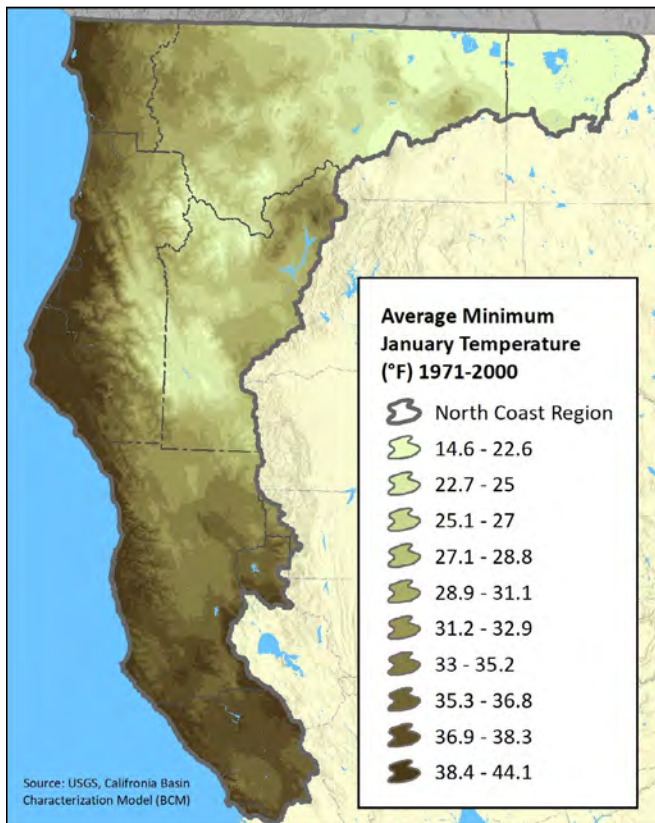 Average Minimum
January Temperature
(°F) 1971-2000
North Coast Region
14.6 - 22.6
22.7 - 25
25.1 - 27
27.1 - 28.8
28.9 - 31.1
31.2 - 32.9
33 - 35.2
35.3 - 36.8
36.9 - 38.3
38.4 - 44.1
Source: USGS, Califronia Basin
Characterization Model (BCM)